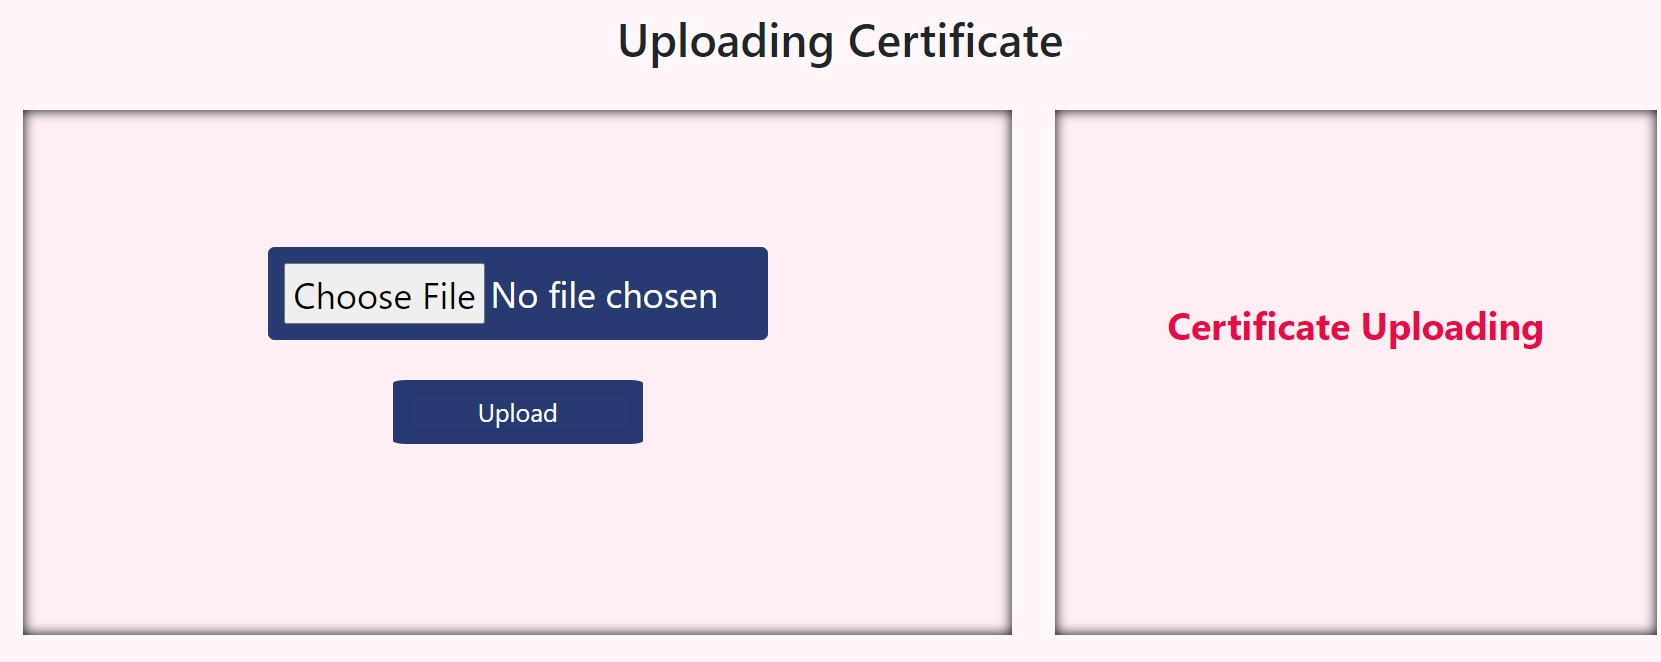 Uploading Certificate
Choose File No file chosen
Upload
Certificate Uploading